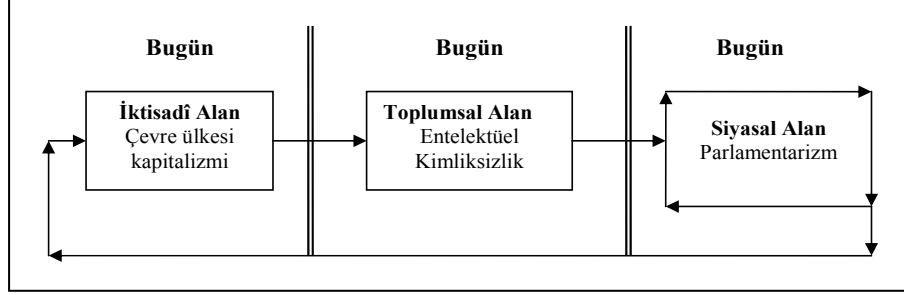 Bugün
Bugün
Bugün
İktisadî Alan
Çevre ülkesi
kapitalizmi
Toplumsal Alan
Entelektüel
Kimliksizlik
Siyasal Alan
Parlamentarizm